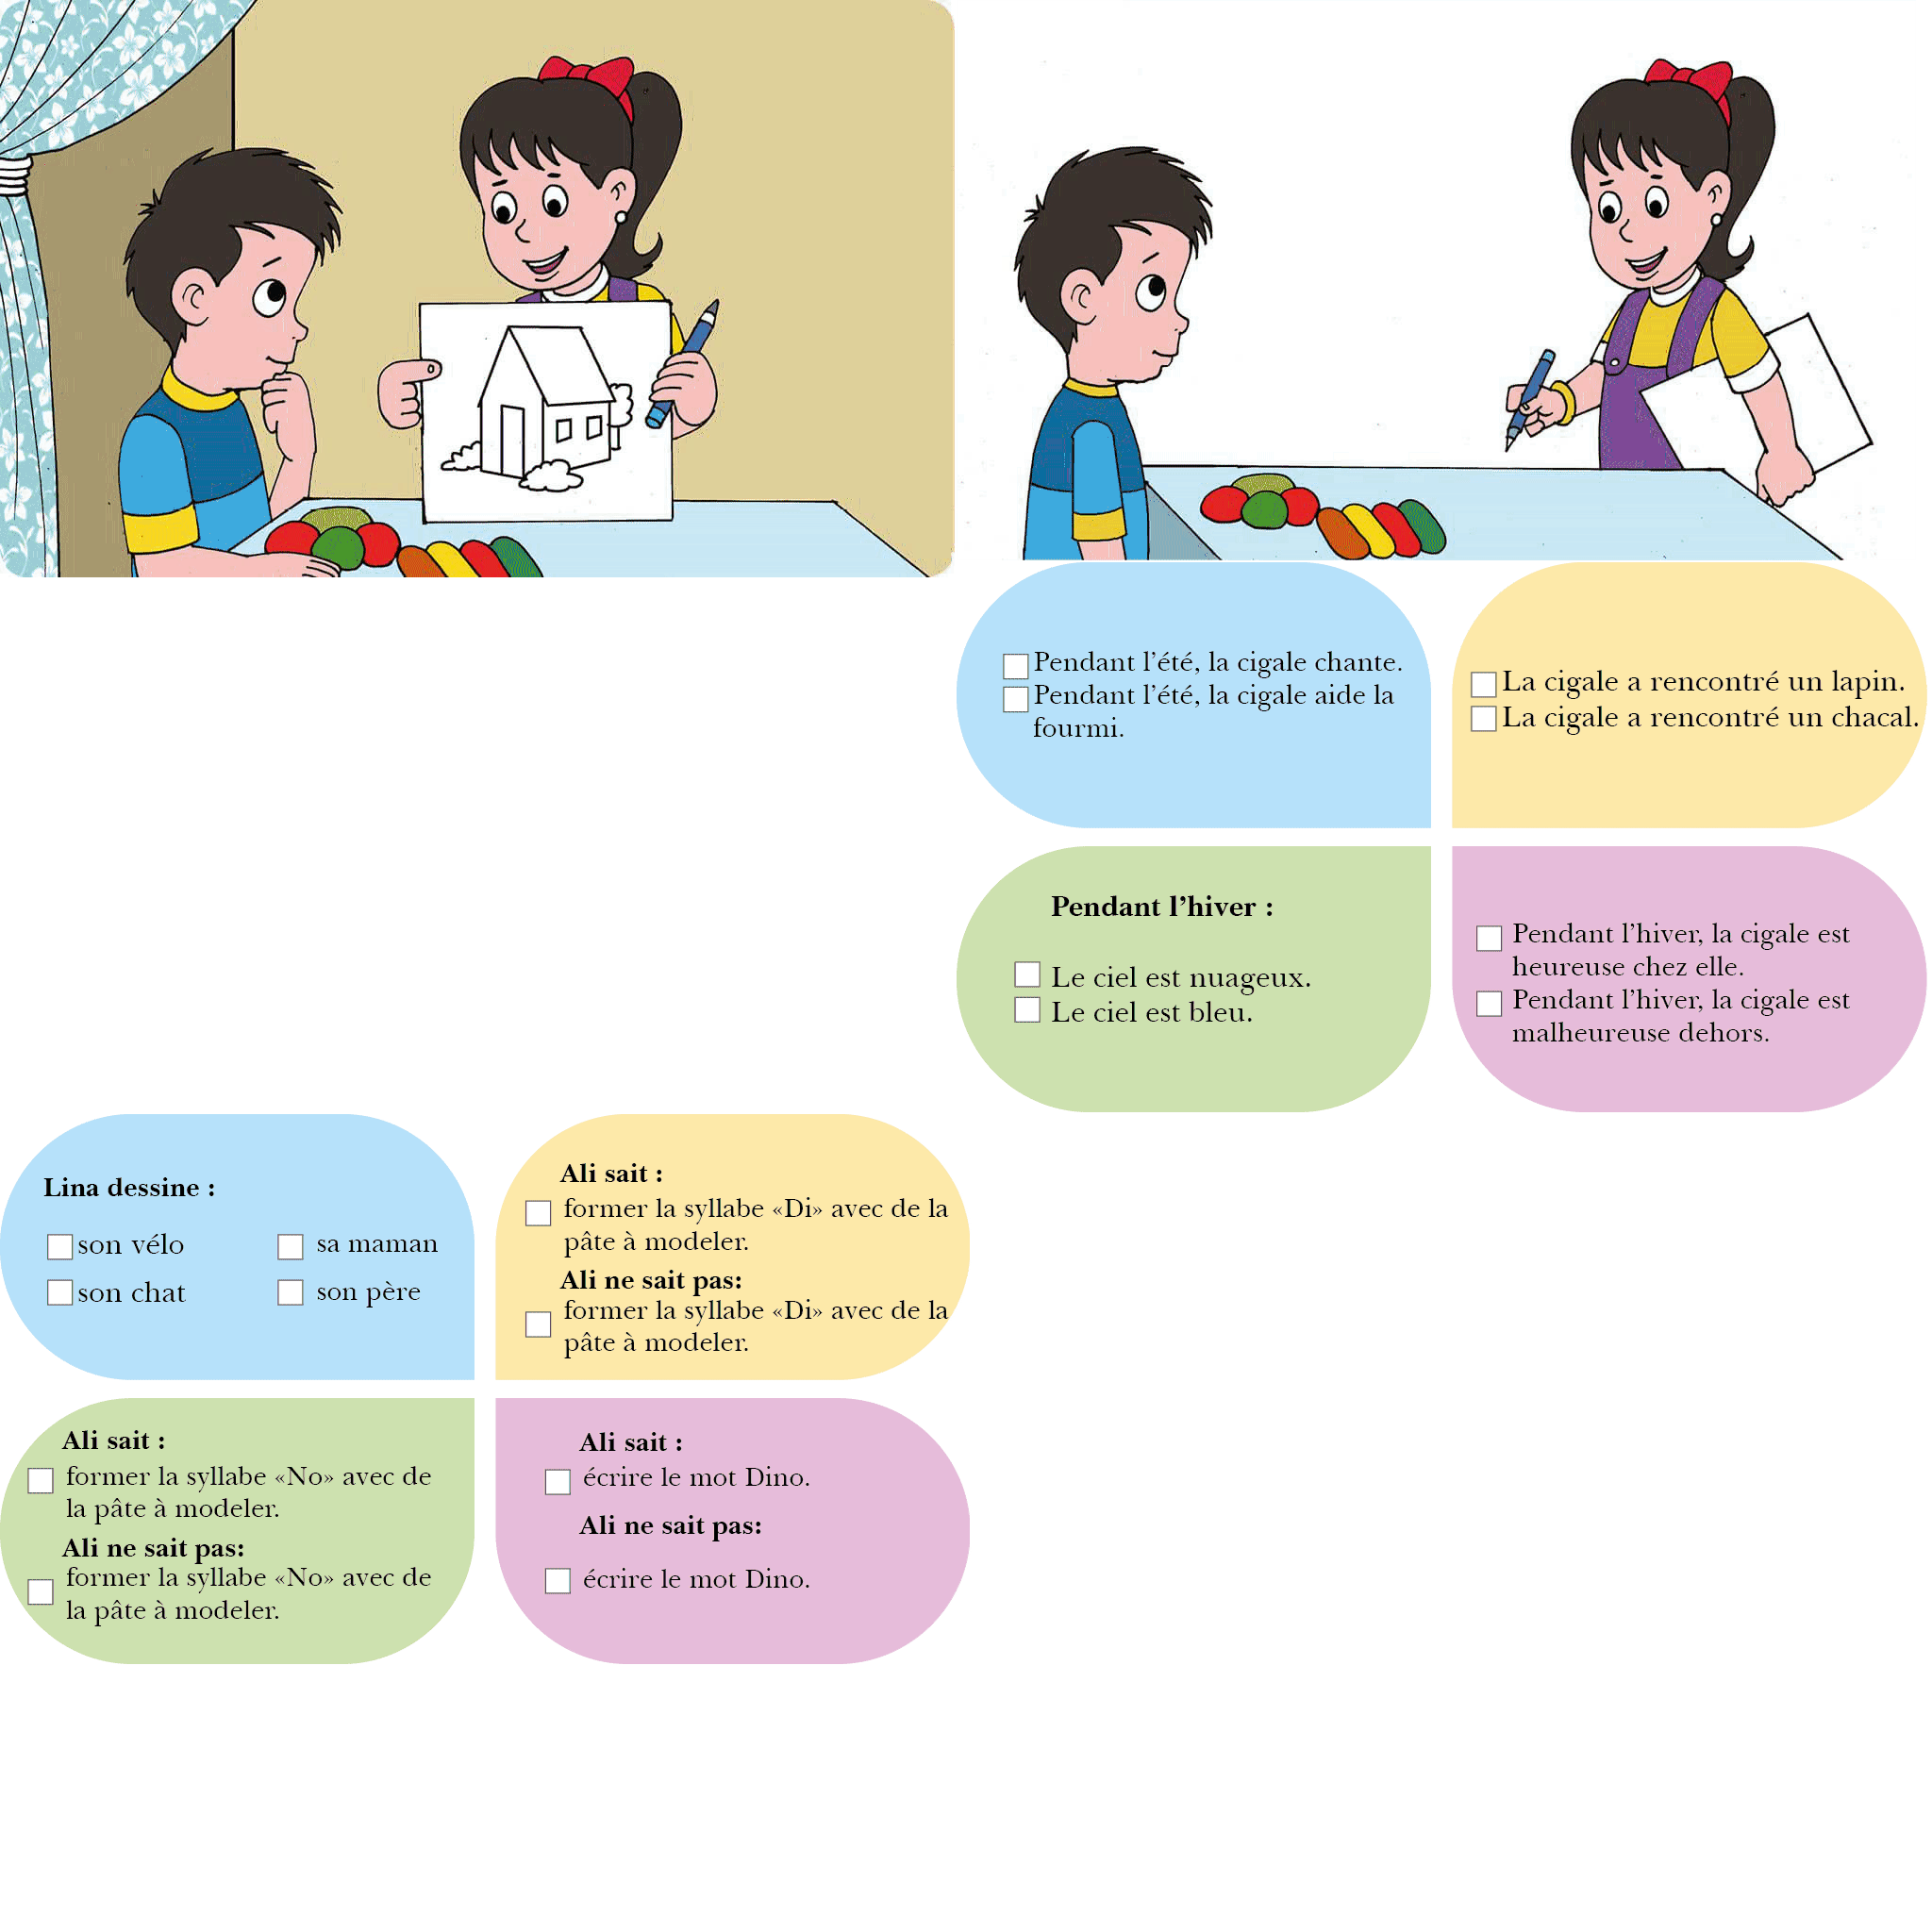 Pendant l’été, la cigale chante.
Pendant l’été, la cigale aide la
fourmi.
La cigale a rencontré un lapin.
La cigale a rencontré un chacal.
Pendant l’hiver :
Le ciel est nuageux.
Le ciel est bleu.
Pendant l’hiver, la cigale est
heureuse chez elle.
Pendant l’hiver, la cigale est
malheureuse dehors.
Lina dessine :
son vélo
sa maman
son chat
son père
Ali sait :
former la syllabe «Di» avec de la
pâte à modeler.
Ali ne sait pas:
former la syllabe «Di» avec de la
pâte à modeler.
Ali sait :
former la syllabe «No» avec de
la pâte à modeler.
Ali ne sait pas:
former la syllabe «No» avec de
la pâte à modeler.
Ali sait :
écrire le mot Dino.
Ali ne sait pas:
écrire le mot Dino.